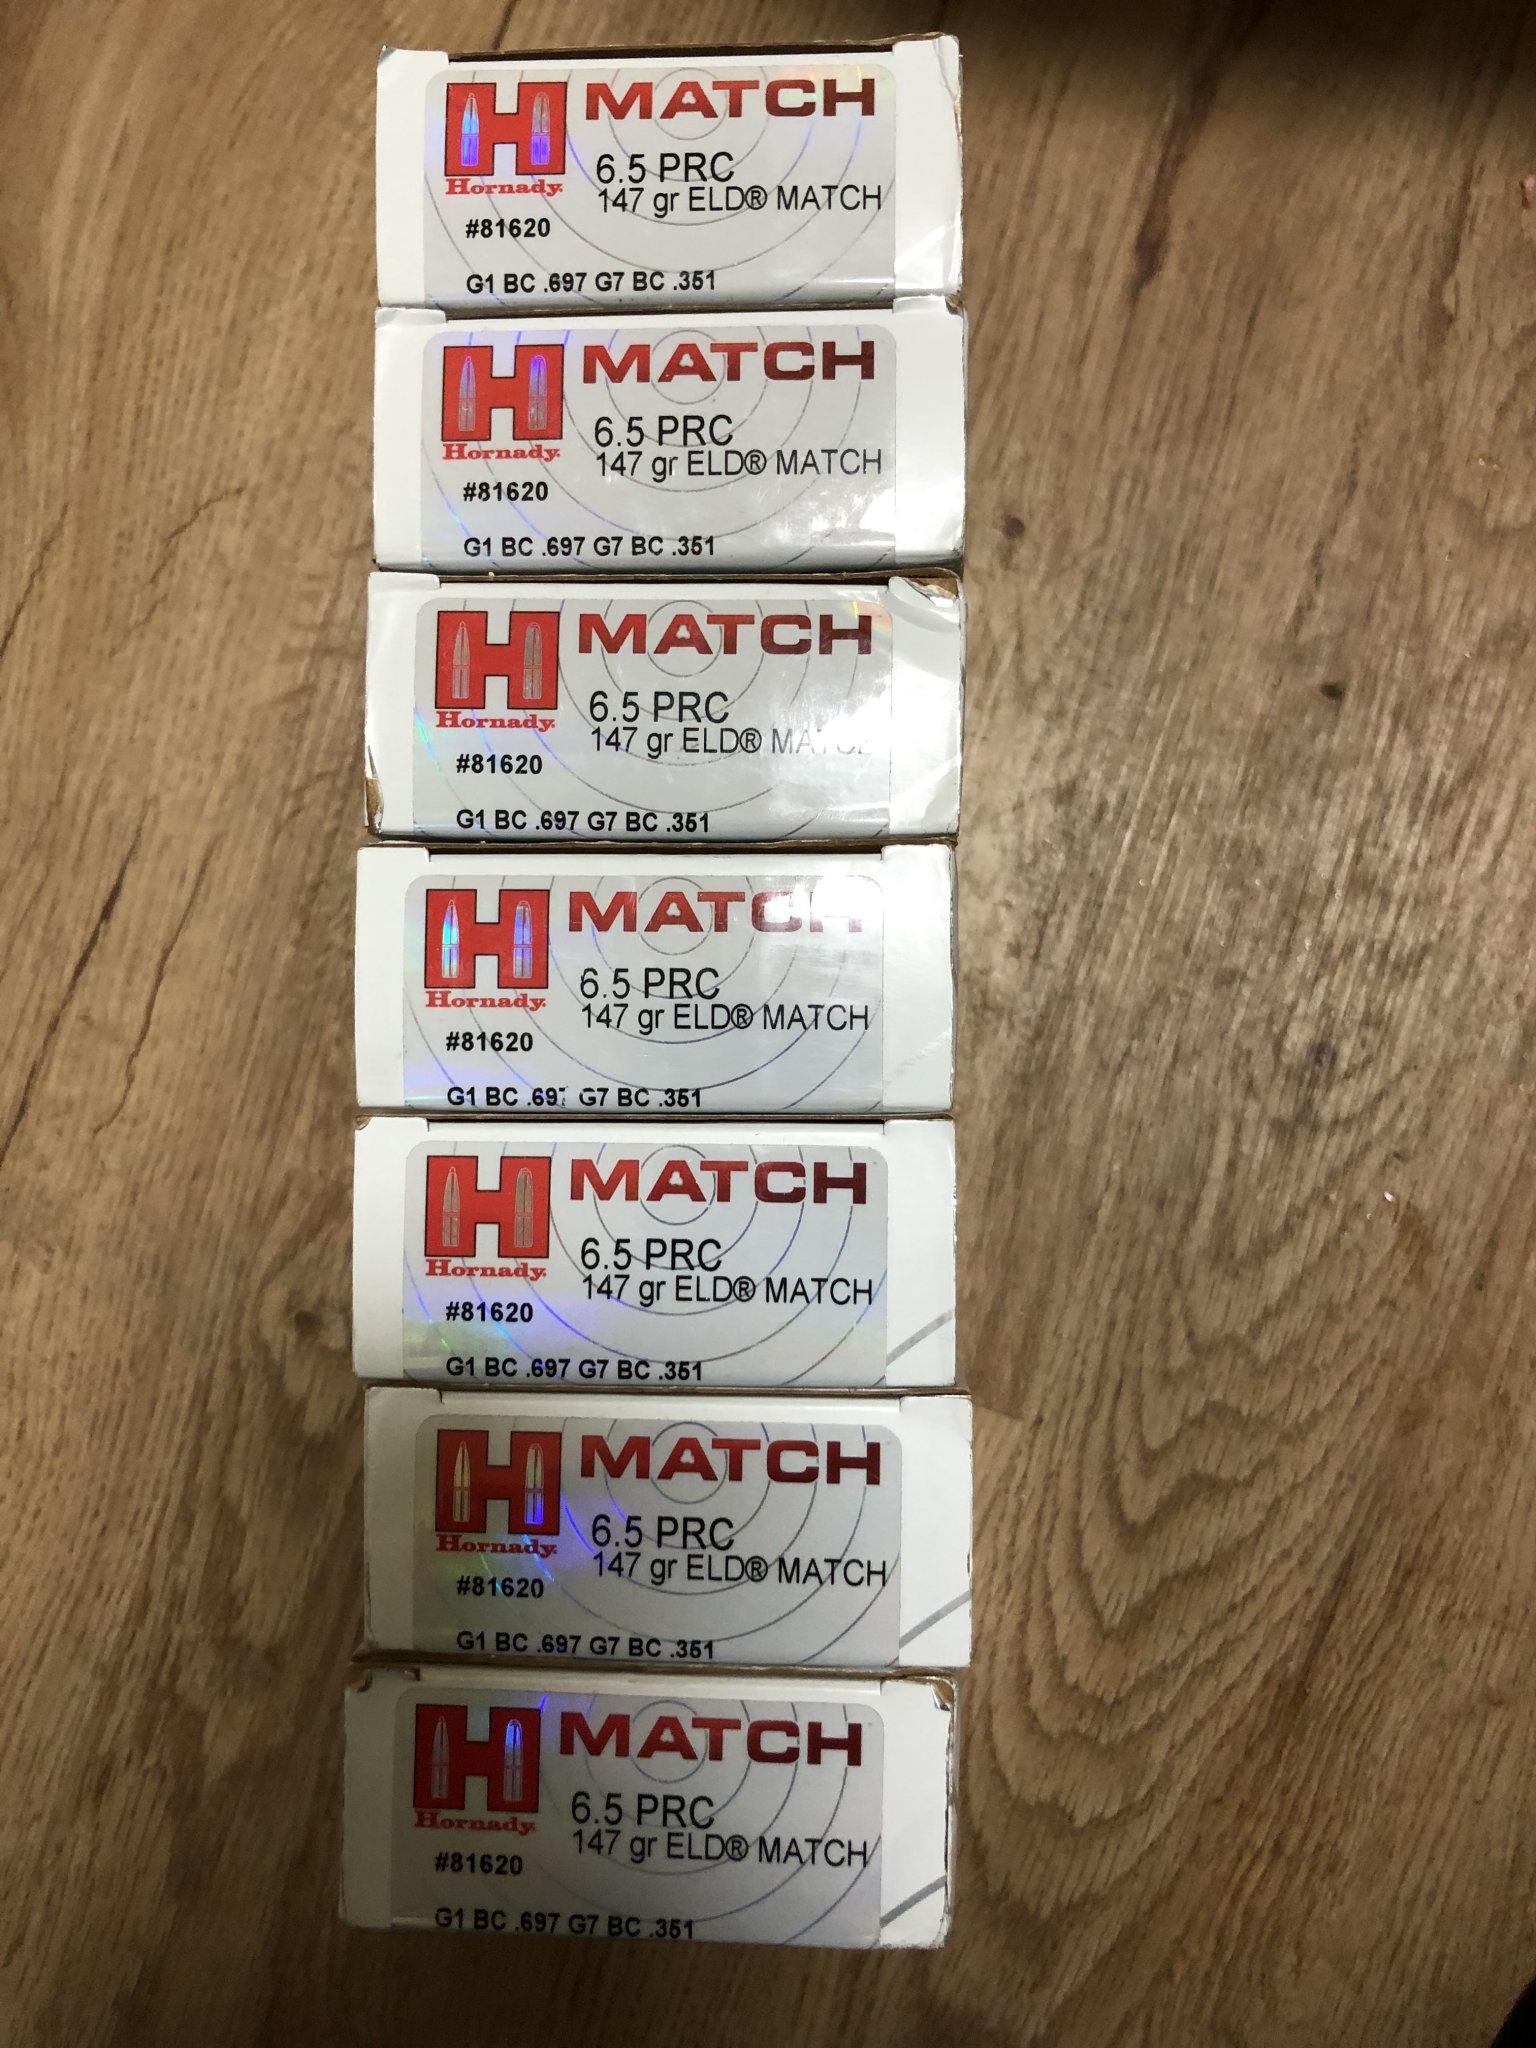 MATCH
Hornady
6.5 PRC
147 gr ELD® MATCH
#81620
G1 BC .697 G7 BC .351
MATCH
Hornady
6.5 PRC
147 gr ELD® MATCH
#81620
G1 BC .697 G7 BC .351
MATCH
Hornady
6.5 PRC
147 gr ELD® MATCH
#81620
G1 BC .697 G7 BC .351
MATCH
Hornady
6.5 PRC
147 gr ELD® MATCH
#81620
G1 BC .697 G7 BC .351
MATCH
Hornady
6.5 PRC
147 gr ELD® MATCH
#81620
G1 BC .697 G7 BC .351
MATCH
Hornady
6.5 PRC
147 gr ELD® MATCH
#81620
G1 BC .697 G7 BC .351
MATCH
Hornady
6.5 PRC
147 gr ELD® MATCH
#81620
G1 BC .697 G7 BC .351